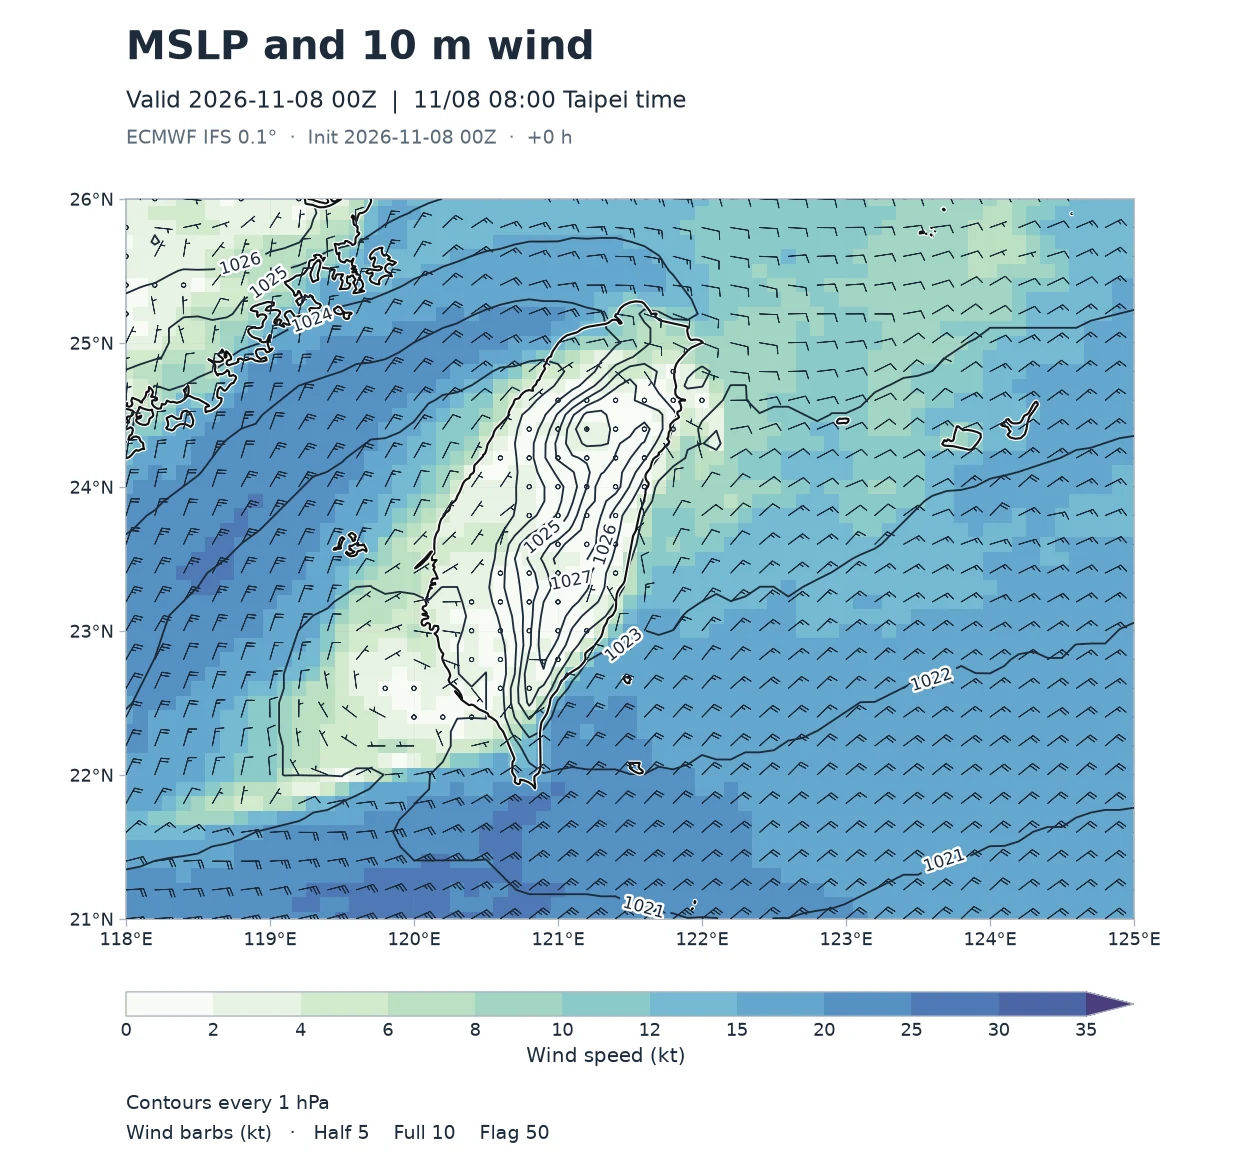 MSLP and 10 m wind
Valid 2026-11-08 00Z | 11/08 08:00 Taipei time
ECMWF IFS 0.1° · Init 2026-11-08 00Z · +0 h
26°N
25°N
24°N
23°N
22°N
21°N
1026
1025
1024
1025
1026
1027
1023
1022
1021
1021
118°E 119°E 120°E 121°E 122°E 123°E 124°E 125°E
0 2 4 6 8 10 12 15 20 25 30 35
Wind speed (kt)
Contours every 1 hPa
Wind barbs (kt) · Half 5 Full 10 Flag 50